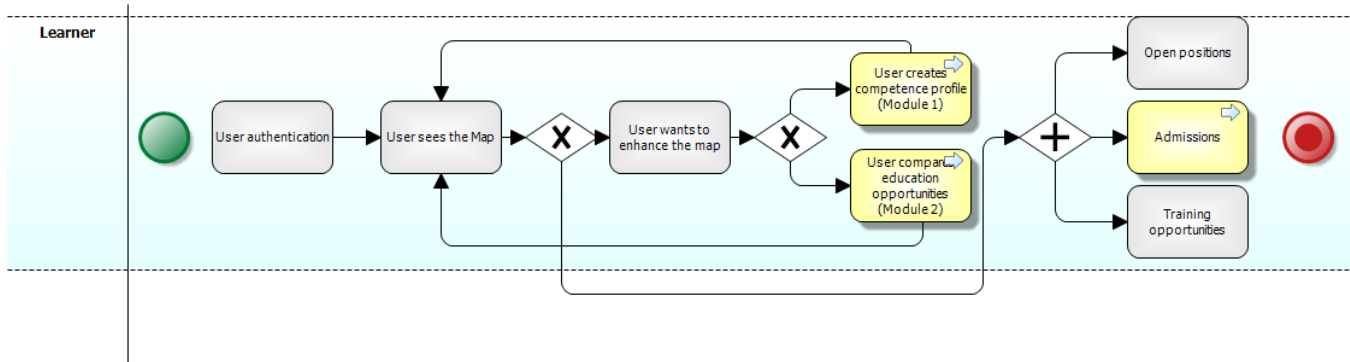 Learner
User authentication
User sees the Map
User wants to
enhance the map
User creates
competence profile
(Module 1)
User compares
education
opportunities
(Module 2)
Open positions
Admissions
Training
opportunities